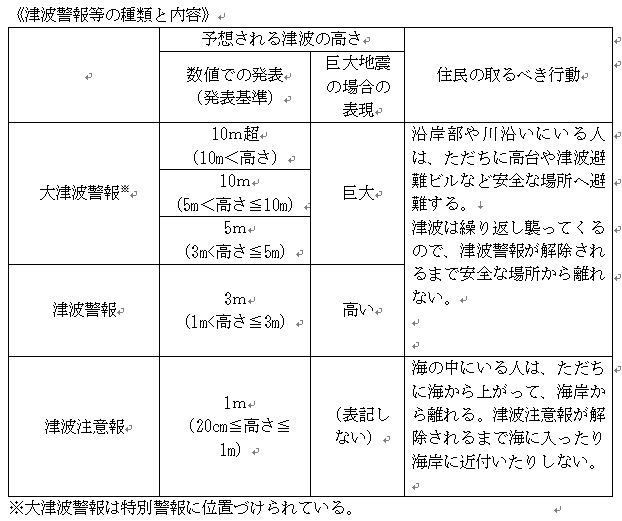 《津波警報等の種類と内容》
予想される津波の高さ
数値での発表
（発表基準）
巨大地震
の場合の
表現
住民の取るべき行動
大津波警報※
10ｍ超
（10m＜高さ）
10ｍ
（5m＜高さ≦10m）
5ｍ
（3m<高さ≦5m）
巨大
沿岸部や川沿いにいる人
は、ただちに高台や津波避
難ビルなど安全な場所へ避
難する。
津波は繰り返し襲ってくる
ので、津波警報が解除され
るまで安全な場所から離れ
ない。
津波警報
3ｍ
（1m<高さ≦3m）
高い
津波注意報
1ｍ
（20cm≦高さ≦
1m）
（表記し
ない）
海の中にいる人は、ただち
に海から上がって、海岸か
ら離れる。津波注意報が解
除されるまで海に入ったり
海岸に近付いたりしない。
※大津波警報は特別警報に位置づけられている。